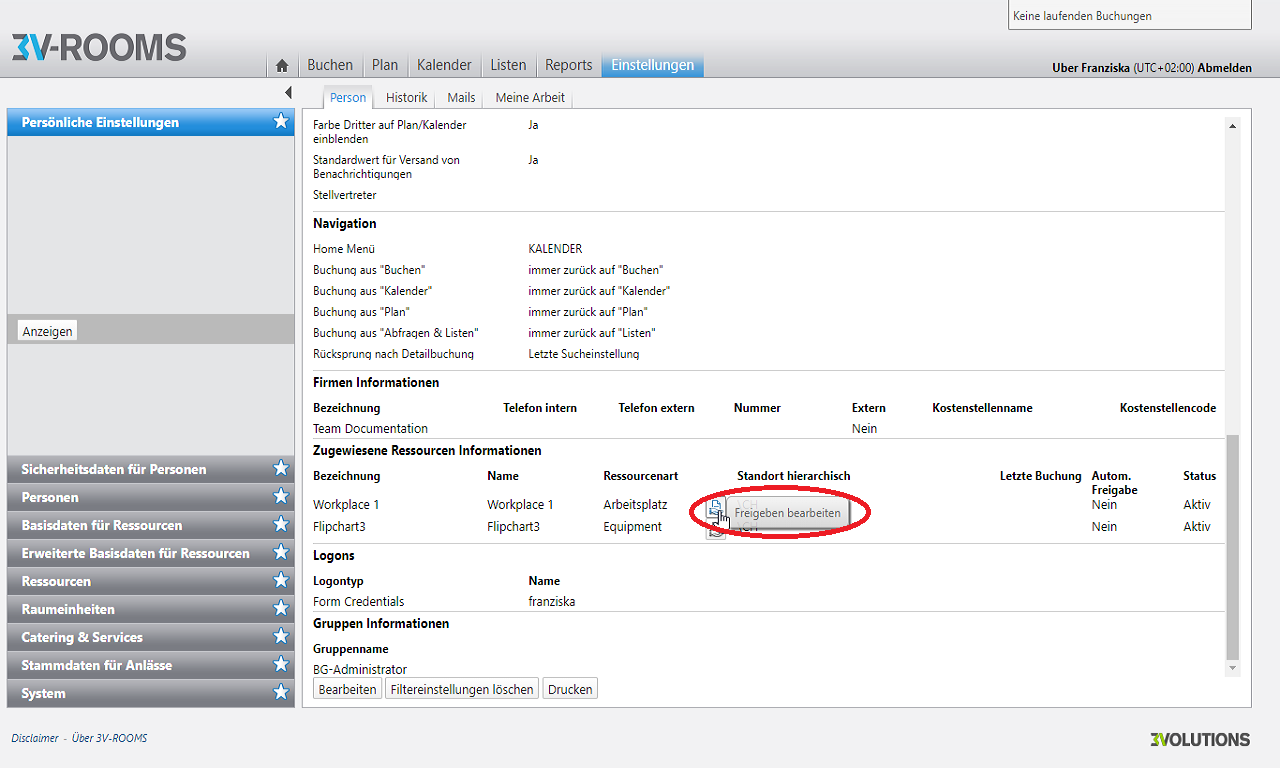 Keine laufenden Buchungen
3V-ROOMS
Buchen Plan Kalender Listen Reports Einstellungen
Uber Franziska (UTC+02:00) Abmelden
Person Historik Mails Meine Arbeit
Persönliche Einstellungen
Anzeigen
Sicherheitsdaten für Personen
Personen
Basisdaten für Ressourcen
Erweiterte Basisdaten für Ressourcen
Ressourcen
Raumeinheiten
Catering & Services
Stammdaten für Anlässe
System
Farbe Dritter auf Plan/Kalender Ja
einblenden
Standardwert für Versand von Ja
Benachrichtigungen
Stellvertreter
Navigation
Home Menü KALENDER
Buchung aus "Buchen" immer zurück auf "Buchen"
Buchung aus "Kalender" immer zurück auf "Kalender"
Buchung aus "Plan" immer zurück auf "Plan"
Buchung aus "Abfragen & Listen" immer zurück auf "Listen"
Rücksprung nach Detailbuchung Letzte Sucheinstellung
Firmen Informationen
Bezeichnung Telefon intern Telefon extern Nummer Extern Kostenstellenname Kostenstellencode
Team Documentation Nein
Zugewiesene Ressourcen Informationen
Bezeichnung Name Ressourcenart Standort hierarchisch Letzte Buchung Autom. Status
Freigabe
Workplace 1 Workplace 1 Arbeitsplatz Nein Aktiv
Freigeben bearbeiten
Flipchart3 Flipchart3 Equipment Nein Aktiv
Logons
Logontyp Name
Form Credentials franziska
Gruppen Informationen
Gruppenname
BG-Administrator
Bearbeiten Filtereinstellungen löschen Drucken
Disclaimer - Über 3V-ROOMS
3VOLUTIONS